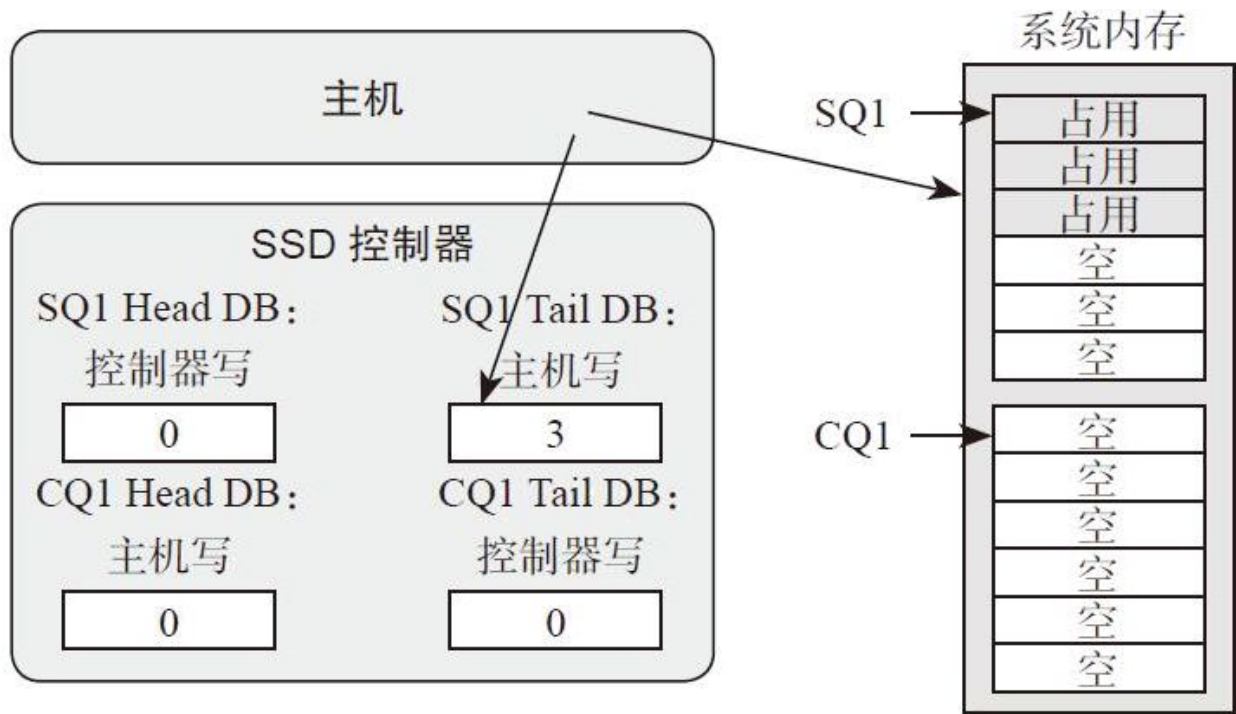 主机
SSD 控制器
SQ1 Head DB：
控制器写
0
SQ1 Tail DB：
主机写
3
CQ1 Head DB：
主机写
0
CQ1 Tail DB：
控制器写
0
系统内存
SQ1
占用
占用
占用
空
空
空
CQ1
空
空
空
空
空
空